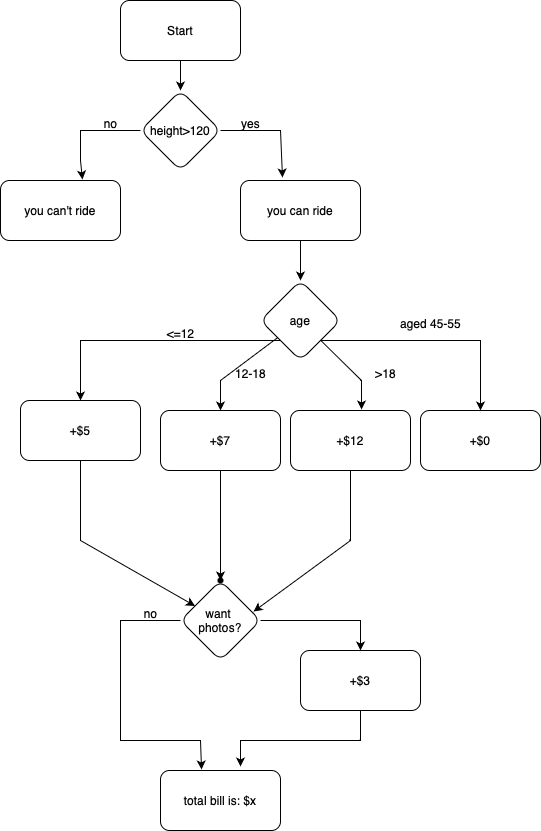 Start
height>120
no
yes
you can't ride
you can ride
age
<=12
12-18
>18
aged 45-55
+$5
+$7
+$12
+$0
want
photos?
no
+$3
total bill is: $x